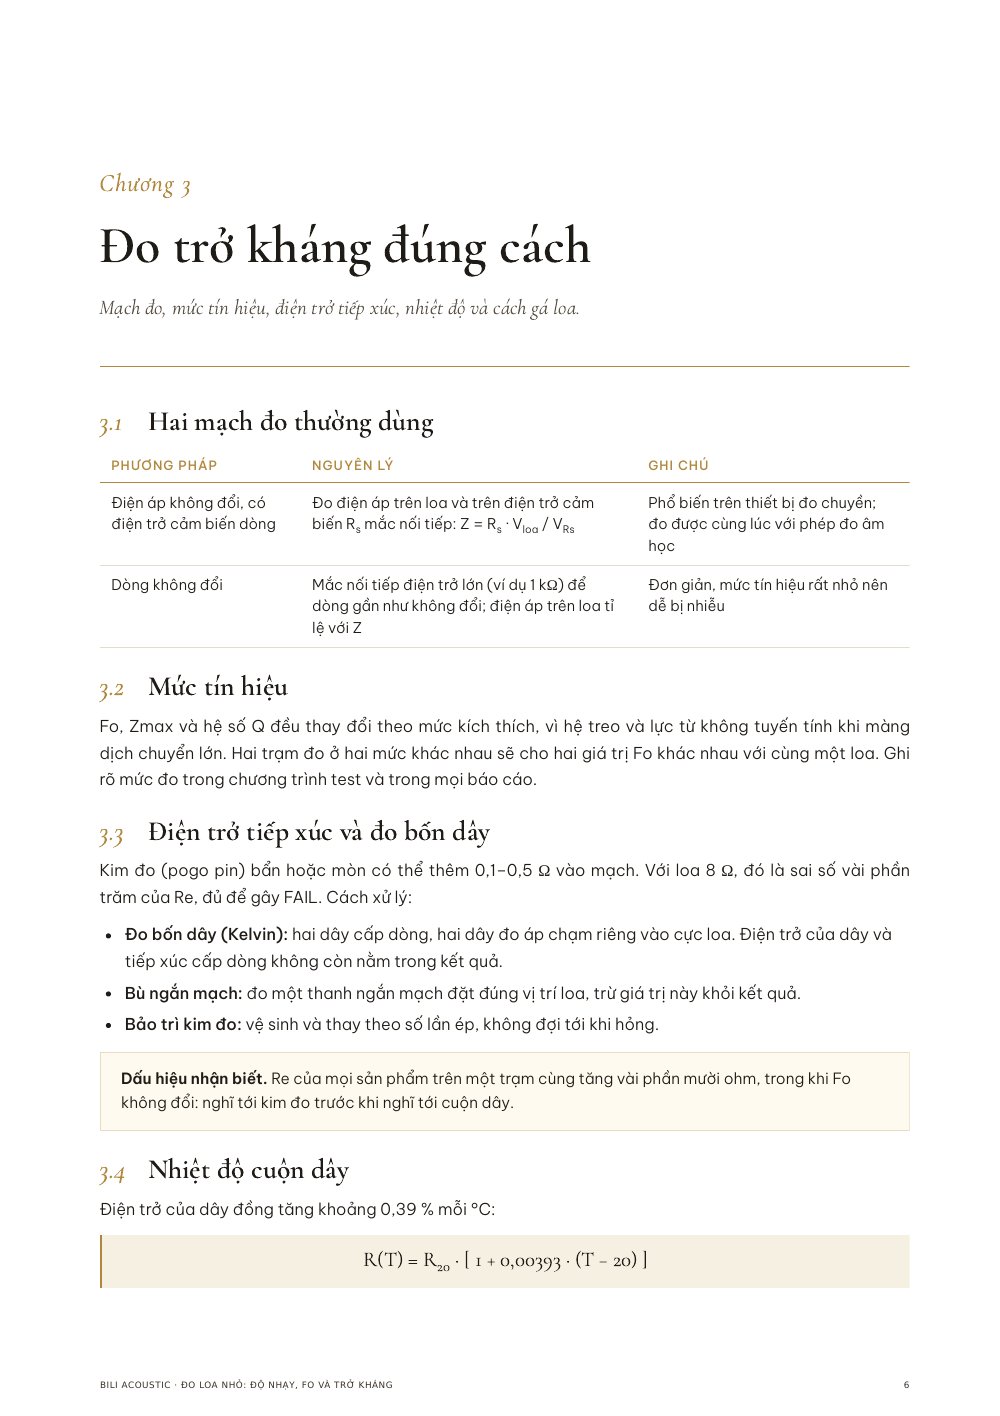 Chương 3
Đo trở kháng đúng cách
Mạch đo, mức tín hiệu, điện trở tiếp xúc, nhiệt độ và cách gá loa.
3.1 Hai mạch đo thường dùng
PHƯƠNG PHÁP NGUYÊN LÝ GHI CHÚ
Điện áp không đổi, có Đo điện áp trên loa và trên điện trở cảm Phổ biến trên thiết bị đo chuyền;
điện trở cảm biến dòng biến Rs mắc nối tiếp: Z = Rs · Vloa / VRs đo được cùng lúc với phép đo âm
học
Dòng không đổi Mắc nối tiếp điện trở lớn (ví dụ 1 kΩ) để Đơn giản, mức tín hiệu rất nhỏ nên
dòng gần như không đổi; điện áp trên loa tỉ dễ bị nhiễu
lệ với Z
3.2 Mức tín hiệu
Fo, Zmax và hệ số Q đều thay đổi theo mức kích thích, vì hệ treo và lực từ không tuyến tính khi màng
dịch chuyển lớn. Hai trạm đo ở hai mức khác nhau sẽ cho hai giá trị Fo khác nhau với cùng một loa. Ghi
rõ mức đo trong chương trình test và trong mọi báo cáo.
3.3 Điện trở tiếp xúc và đo bốn dây
Kim đo (pogo pin) bẩn hoặc mòn có thể thêm 0,1–0,5 Ω vào mạch. Với loa 8 Ω, đó là sai số vài phần
trăm của Re, đủ để gây FAIL. Cách xử lý:
• Đo bốn dây (Kelvin): hai dây cấp dòng, hai dây đo áp chạm riêng vào cực loa. Điện trở của dây và
tiếp xúc cấp dòng không còn nằm trong kết quả.
• Bù ngắn mạch: đo một thanh ngắn mạch đặt đúng vị trí loa, trừ giá trị này khỏi kết quả.
• Bảo trì kim đo: vệ sinh và thay theo số lần ép, không đợi tới khi hỏng.
Dấu hiệu nhận biết. Re của mọi sản phẩm trên một trạm cùng tăng vài phần mười ohm, trong khi Fo
không đổi: nghĩ tới kim đo trước khi nghĩ tới cuộn dây.
3.4 Nhiệt độ cuộn dây
Điện trở của dây đồng tăng khoảng 0,39 % mỗi °C:
R(T) = R20 · [ 1 + 0,00393 · (T − 20) ]
BILI ACOUSTIC · ĐO LOA NHỎ: ĐỘ NHẠY, FO VÀ TRỞ KHÁNG 6